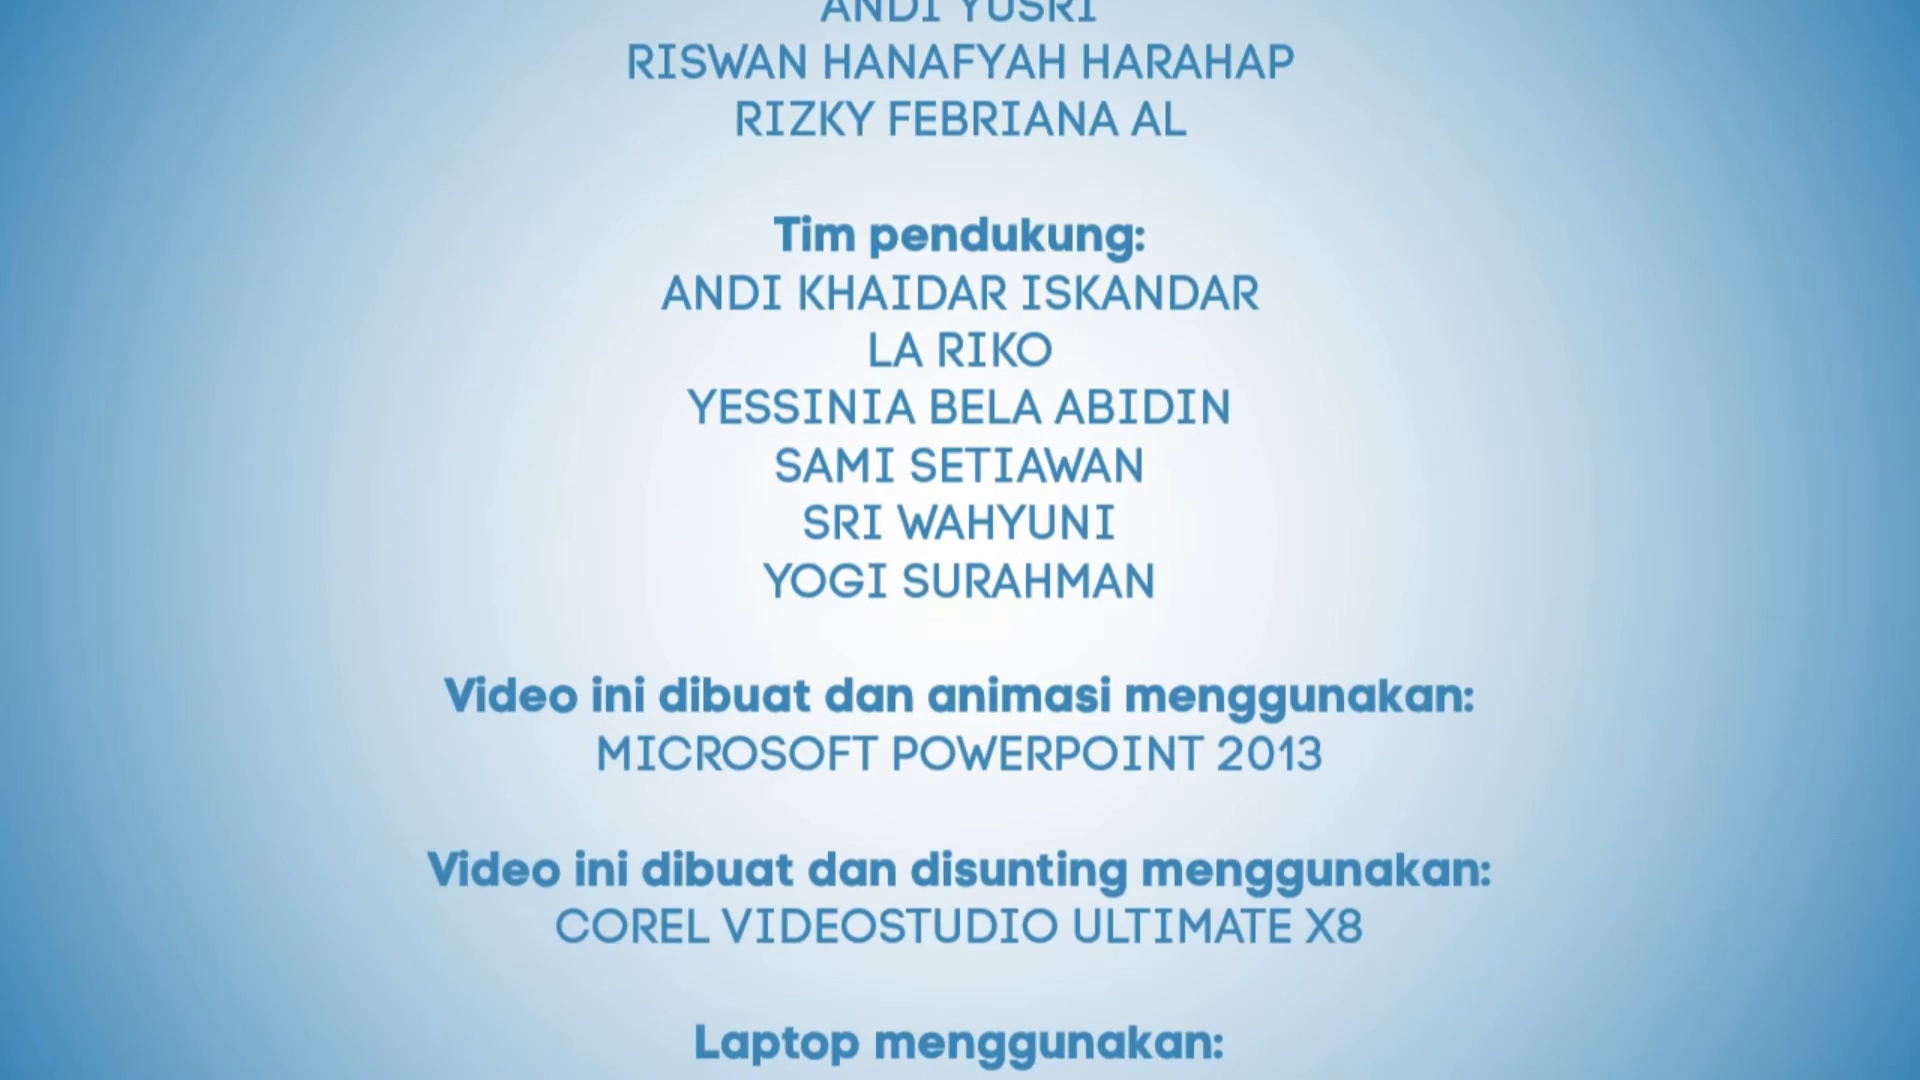 ANDI YUSRI
RISWAN HANAFYAH HARAHAP
RIZKY FEBRIANA AL
Tim pendukung:
ANDI KHAIDAR ISKANDAR
LA RIKO
YESSINIA BELA ABIDIN
SAMI SETIAWAN
SRI WAHYUNI
YOGI SURAHMAN
Video ini dibuat dan animasi menggunakan:
MICROSOFT POWERPOINT 2013
Video ini dibuat dan disunting menggunakan:
COREL VIDEOSTUDIO ULTIMATE X8
Laptop menggunakan: